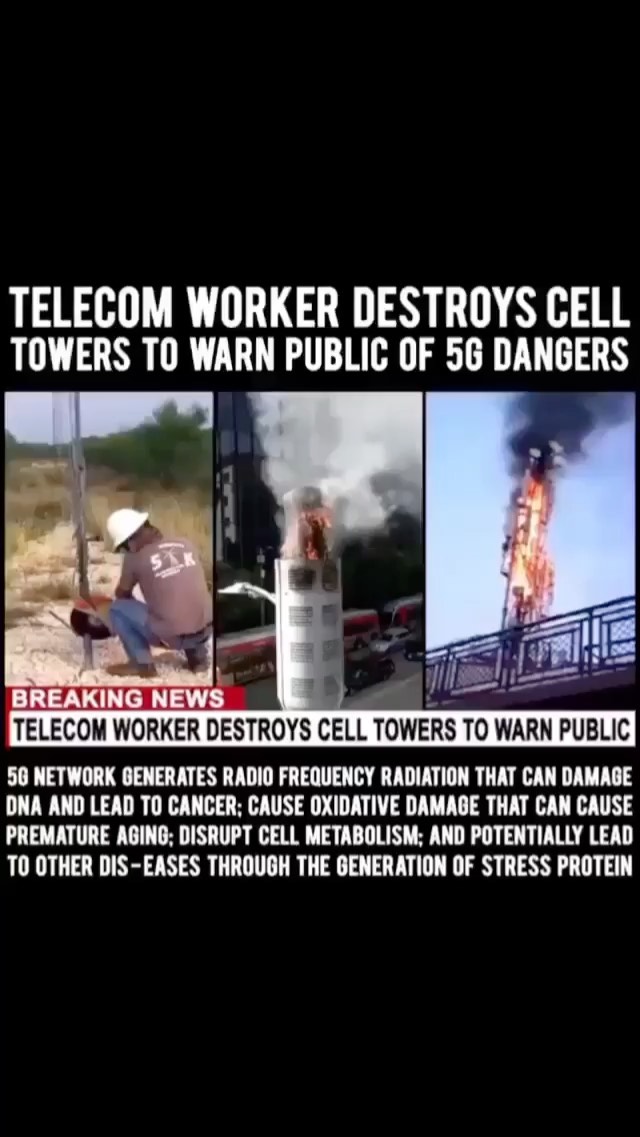 TELECOM WORKER DESTROYS CELL
TOWERS TO WARN PUBLIC OF 5G DANGERS
S K
BREAKING NEWS
TELECOM WORKER DESTROYS CELL TOWERS TO WARN PUBLIC
5G NETWORK GENERATES RADIO FREQUENCY RADIATION THAT CAN DAMAGE
DNA AND LEAD TO CANCER; CAUSE OXIDATIVE DAMAGE THAT CAN CAUSE
PREMATURE AGING; DISRUPT CELL METABOLISM; AND POTENTIALLY LEAD
TO OTHER DIS-EASES THROUGH THE GENERATION OF STRESS PROTEIN